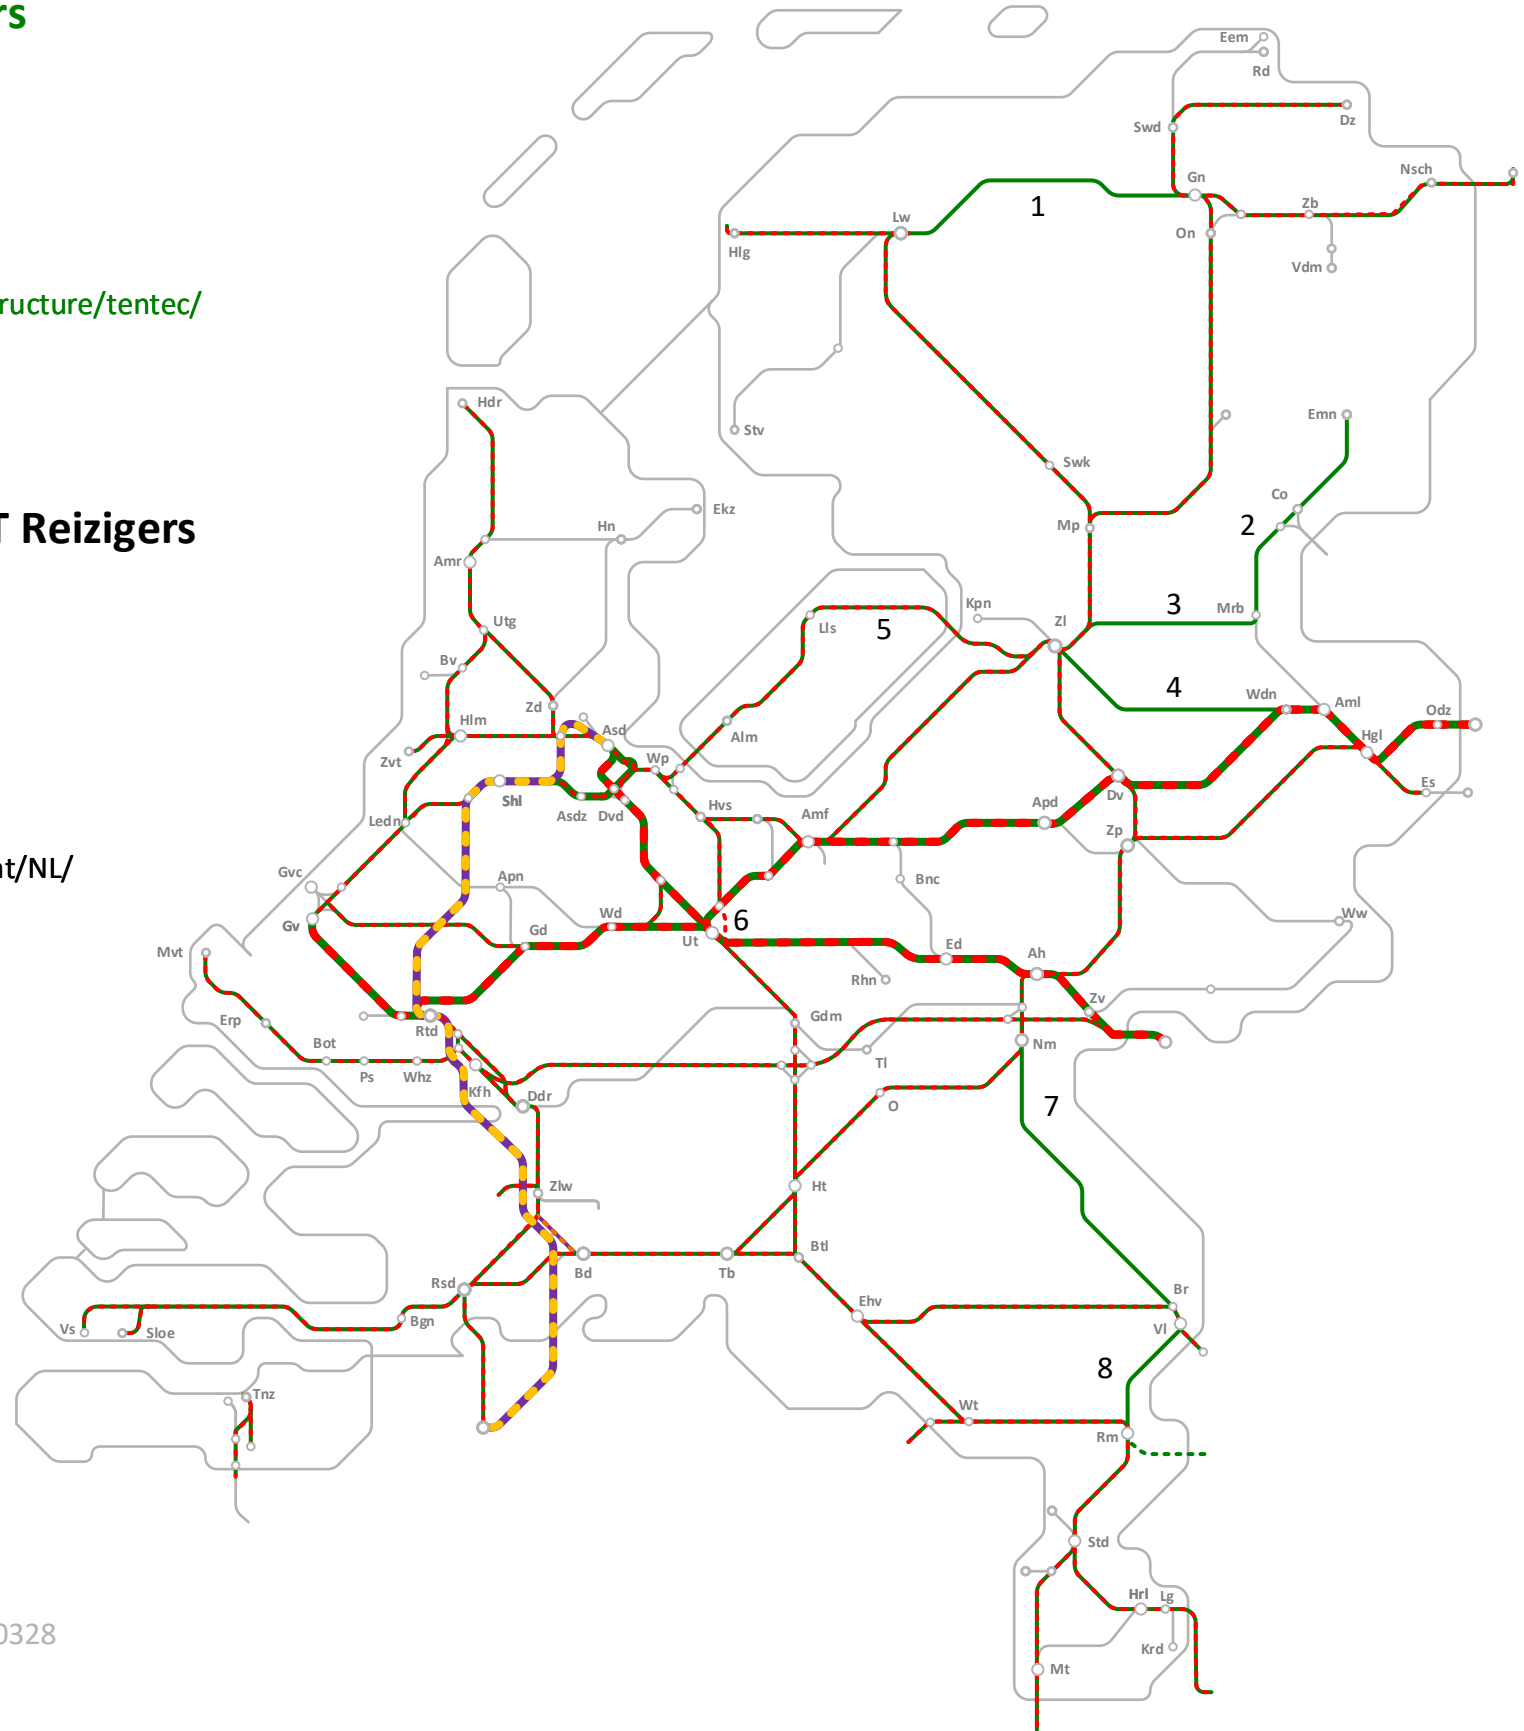 rs
Eem
Rd
Swd
Dz
Nsch
Gn
1
Lw
Zb
On
Hlg
Vdm
ructure/tentec/
Hdr
Stv
Emn
Swk
Co
T Reizigers
Ekz
Hn
Mp
2
Amr
Kpn
3
Mrb
Utg
Lls
5
Zl
Bv
4
Wdn
Aml
Zd
Hlm
Odz
Asd
Alm
Hgl
Zvt
Wp
Shl
Es
Ledn
Asdz
Dvd
Hvs
Amf
Apd
Dv
Zp
nt/NL/
Gvc
Apn
Bnc
Gv
Wd
6
Ww
Gd
Ut
Mvt
Ed
Ah
Rhn
Zv
Erp
Rtd
Gdm
Bot
Nm
Tl
Ps
Whz
Kfh
Ddr
O
7
Zlw
Ht
Btl
Bd
Tb
Rsd
Br
Ehv
Vs
Sloe
Bgn
Vl
8
Tnz
Wt
Rm
Std
Hrl
Lg
0328
Krd
Mt